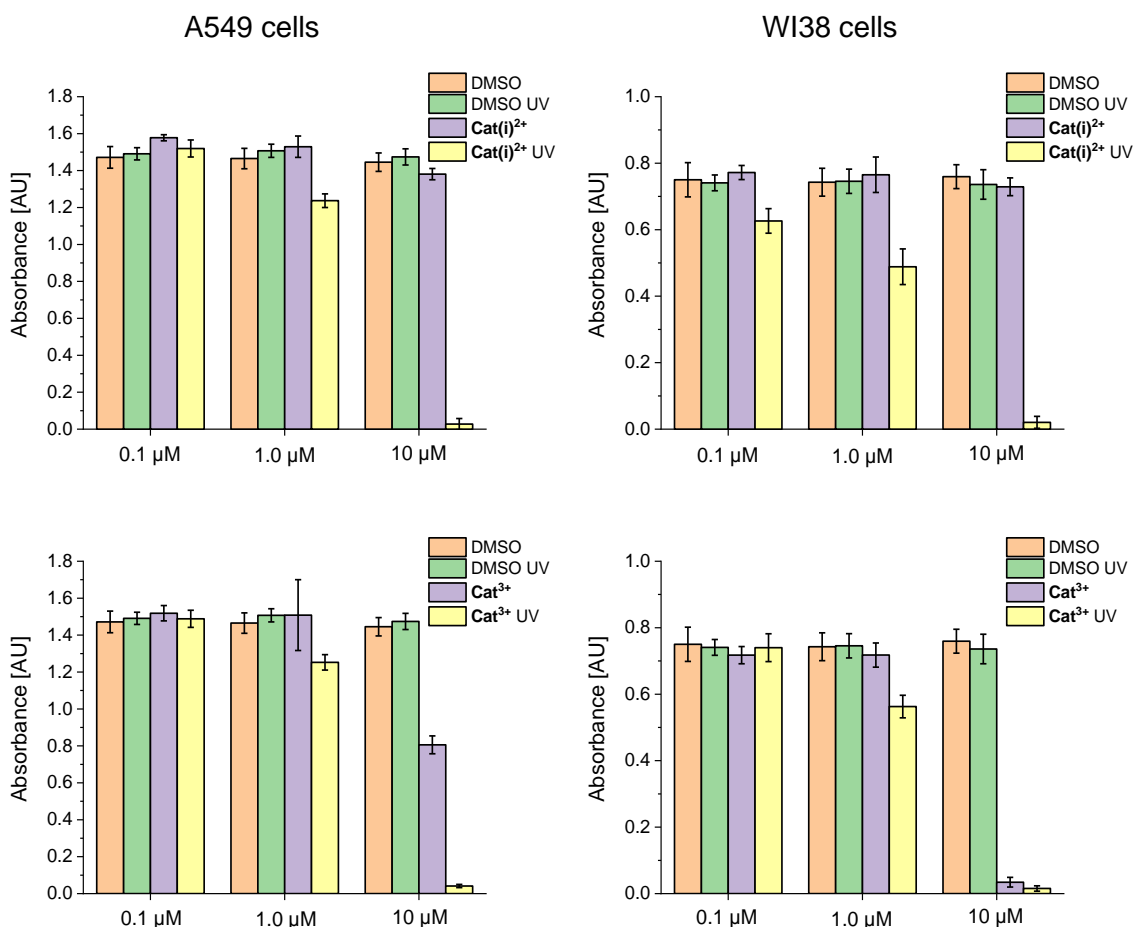 A549 cells
WI38 cells
DMSO
DMSO UV
Cat(i)²⁺
Cat(i)²⁺ UV
Absorbance [AU]
1.8
1.6
1.4
1.2
1.0
0.8
0.6
0.4
0.2
0.0
0.1 µM
1.0 µM
10 µM
DMSO
DMSO UV
Cat(i)²⁺
Cat(i)²⁺ UV
Absorbance [AU]
1.0
0.8
0.6
0.4
0.2
0.0
0.1 µM
1.0 µM
10 µM
DMSO
DMSO UV
Cat³⁺
Cat³⁺ UV
Absorbance [AU]
1.8
1.6
1.4
1.2
1.0
0.8
0.6
0.4
0.2
0.0
0.1 µM
1.0 µM
10 µM
DMSO
DMSO UV
Cat³⁺
Cat³⁺ UV
Absorbance [AU]
1.0
0.8
0.6
0.4
0.2
0.0
0.1 µM
1.0 µM
10 µM